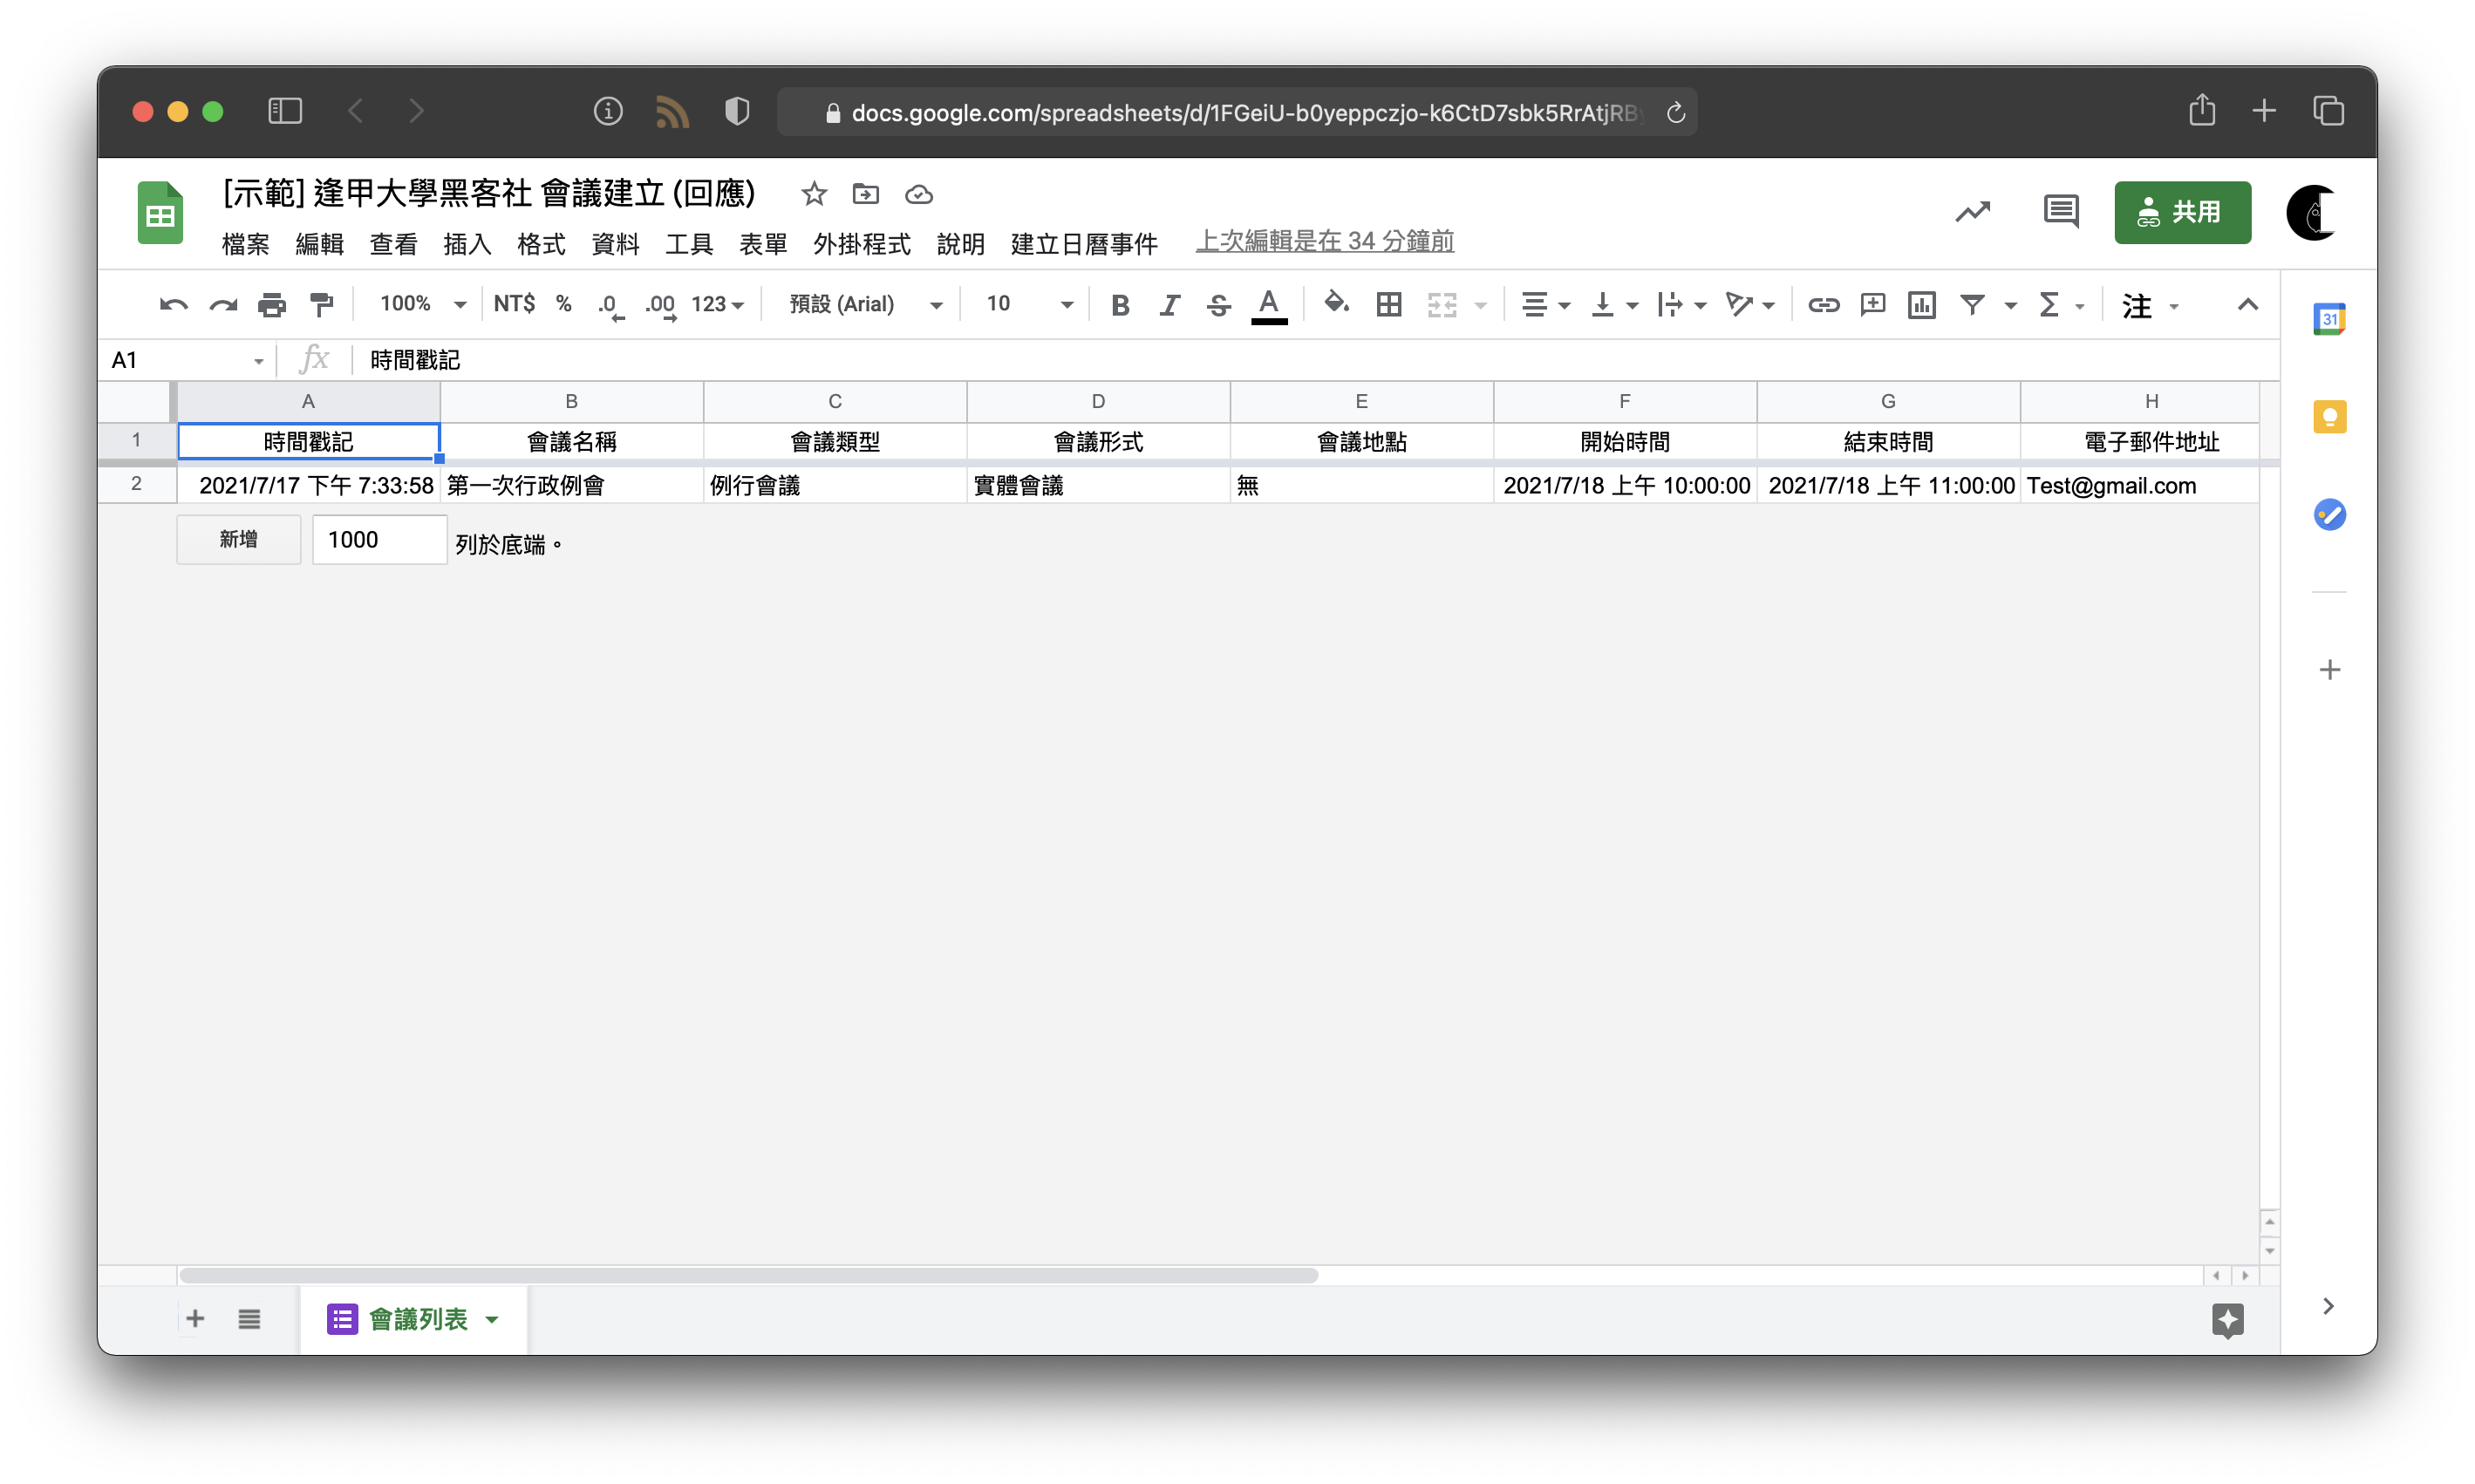 docs.google.com/spreadsheets/d/1FGeiU-b0yeppczjo-k6CtD7sbk5RrAtjRB
[示範] 逢甲大學黑客社 會議建立 (回應)
共用
檔案 編輯 查看 插入 格式 資料 工具 表單 外掛程式 說明 建立日曆事件 上次編輯是在 34 分鐘前
100% NT$ % .0 .00 123 預設 (Arial) 10 B I S A Σ 注
31
A1 fx 時間戳記
A B C D E F G H
1 時間戳記 會議名稱 會議類型 會議形式 會議地點 開始時間 結束時間 電子郵件地址
2 2021/7/17 下午 7:33:58 第一次行政例會 例行會議 實體會議 無 2021/7/18 上午 10:00:00 2021/7/18 上午 11:00:00 Test@gmail.com
新增 1000 列於底端。
會議列表